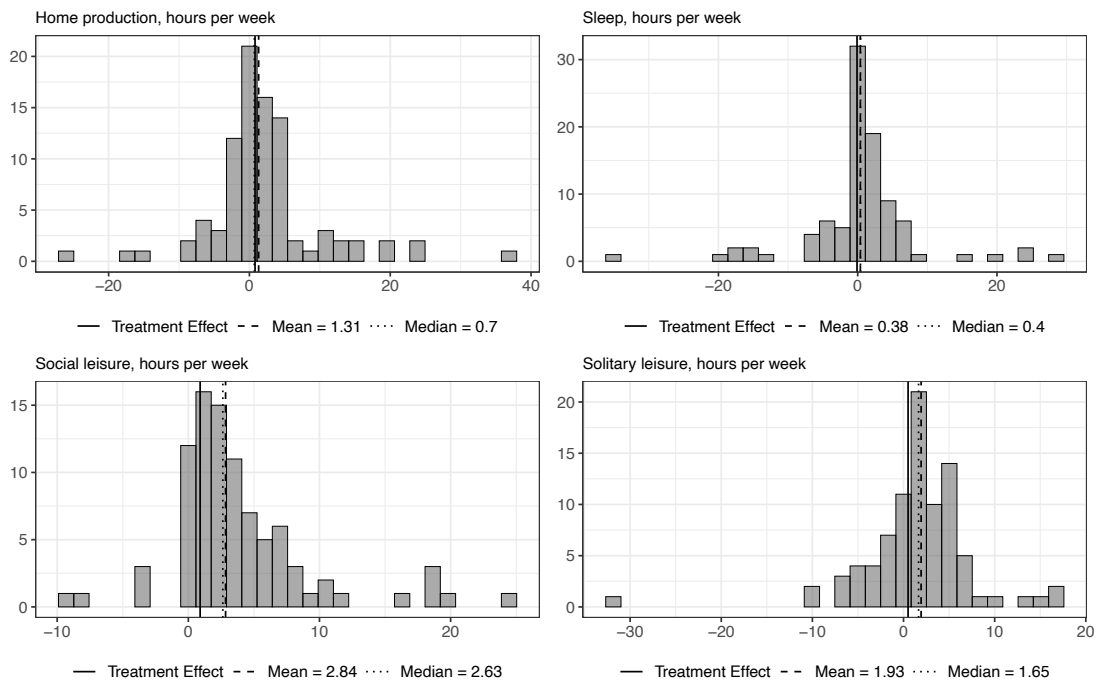 Home production, hours per week
20
15
10
5
0
−20 0 20 40
Treatment Effect Mean = 1.31 Median = 0.7
Sleep, hours per week
30
20
10
0
−20 0 20
Treatment Effect Mean = 0.38 Median = 0.4
Social leisure, hours per week
15
10
5
0
−10 0 10 20
Treatment Effect Mean = 2.84 Median = 2.63
Solitary leisure, hours per week
20
15
10
5
0
−30 −20 −10 0 10 20
Treatment Effect Mean = 1.93 Median = 1.65